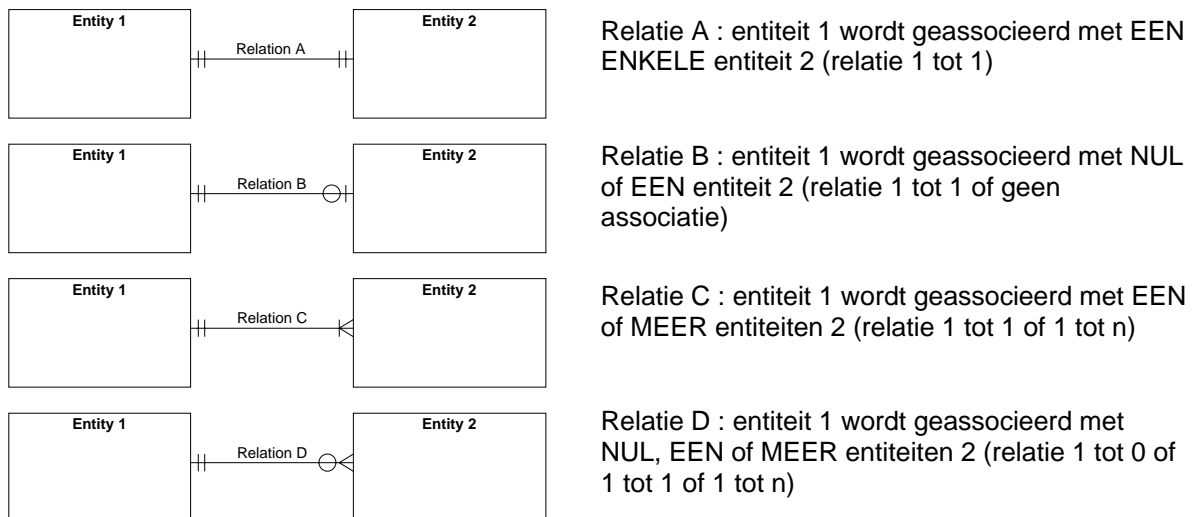 Entity 1
Relation A
Entity 2
Relatie A : entiteit 1 wordt geassocieerd met EEN
ENKELE entiteit 2 (relatie 1 tot 1)
Entity 1
Relation B
Entity 2
Relatie B : entiteit 1 wordt geassocieerd met NUL
of EEN entiteit 2 (relatie 1 tot 1 of geen
associatie)
Entity 1
Relation C
Entity 2
Relatie C : entiteit 1 wordt geassocieerd met EEN
of MEER entiteiten 2 (relatie 1 tot 1 of 1 tot n)
Entity 1
Relation D
Entity 2
Relatie D : entiteit 1 wordt geassocieerd met
NUL, EEN of MEER entiteiten 2 (relatie 1 tot 0 of
1 tot 1 of 1 tot n)